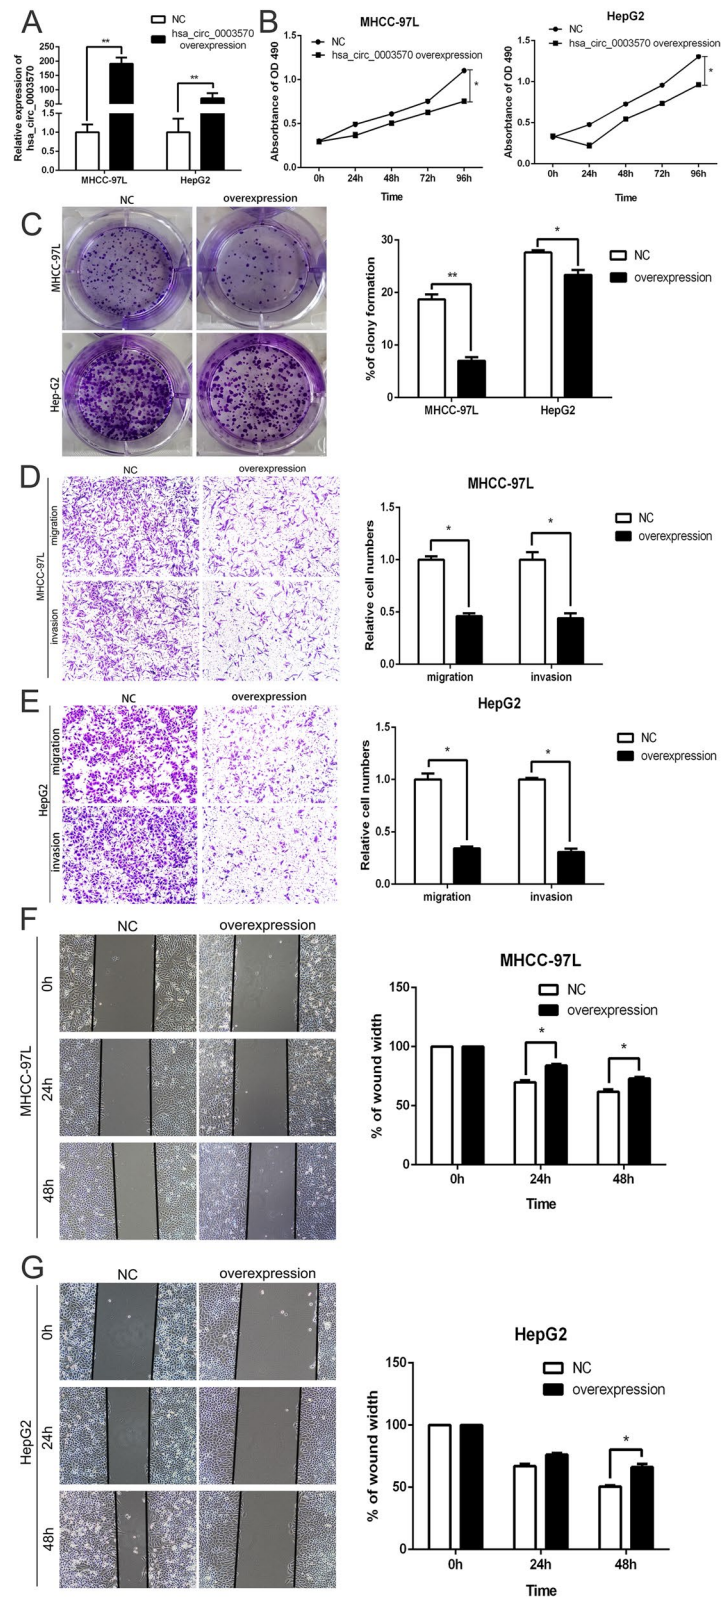 A
Relative expression of
hsa_circ_0003570
250
200
150
100
50
1.5
1.0
0.5
0.0
**
**
NC
hsa_circ_0003570
overexpression
MHCC-97L
HepG2
B
MHCC-97L
Absorbtance of OD 490
1.5
1.0
0.5
0.0
NC
hsa_circ_0003570 overexpression
*
0h
24h
48h
72h
96h
Time
HepG2
Absorbtance of OD 490
1.5
1.0
0.5
0.0
NC
hsa_circ_0003570 overexpression
*
0h
24h
48h
72h
96h
Time
C
NC
overexpression
MHCC-97L
Hep-G2
%of clony formation
30
20
10
0
**
*
NC
overexpression
MHCC-97L
HepG2
D
NC
overexpression
MHCC-97L
migration
invasion
MHCC-97L
Relative cell numbers
1.5
1.0
0.5
0.0
*
*
NC
overexpression
migration
invasion
E
NC
overexpression
HepG2
migration
invasion
HepG2
Relative cell numbers
1.5
1.0
0.5
0.0
*
*
NC
overexpression
migration
invasion
F
NC
overexpression
MHCC-97L
0h
24h
48h
MHCC-97L
% of wound width
150
100
50
0
NC
overexpression
*
*
0h
24h
48h
Time
G
NC
overexpression
HepG2
0h
24h
48h
HepG2
% of wound width
150
100
50
0
NC
overexpression
*
0h
24h
48h
Time